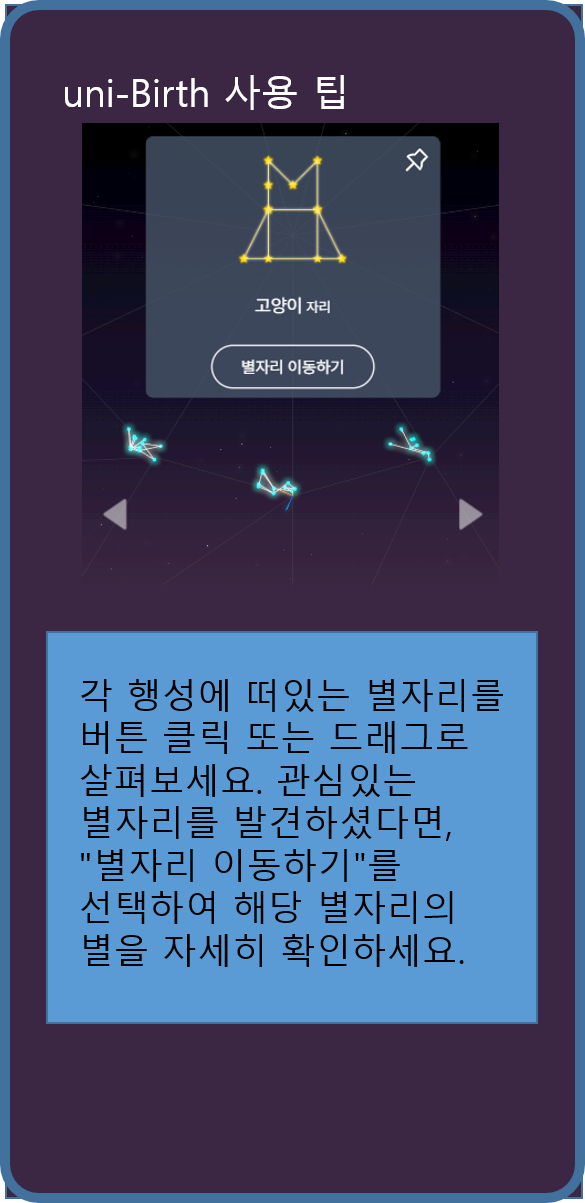 uni-Birth 사용 팁
고양이 자리
별자리 이동하기
각 행성에 떠있는 별자리를
버튼 클릭 또는 드래그로
살펴보세요. 관심있는
별자리를 발견하셨다면,
"별자리 이동하기"를
선택하여 해당 별자리의
별을 자세히 확인하세요.